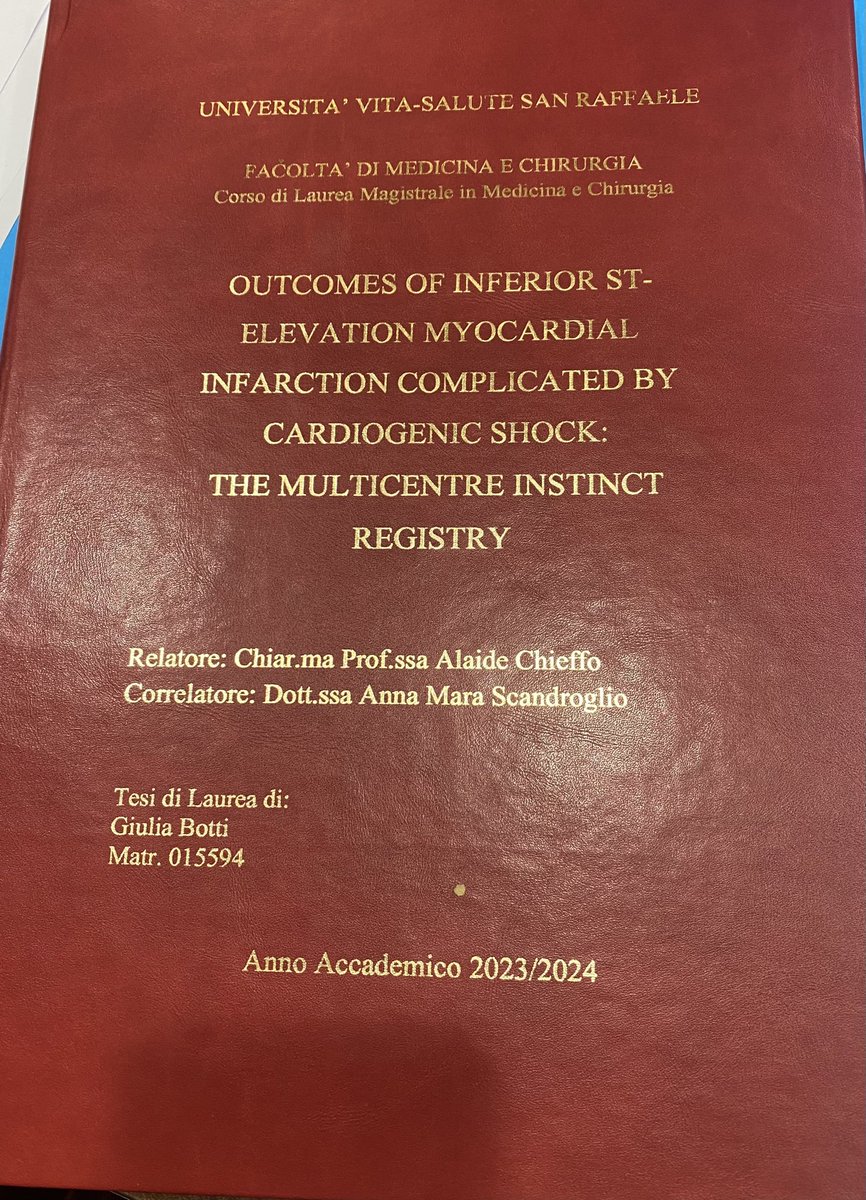 UNIVERSITA' VITA-SALUTE SAN RAFFAELE
FACOLTA' DI MEDICINA E CHIRURGIA
Corso di Laurea Magistrale in Medicina e Chirurgia
OUTCOMES OF INFERIOR ST-
ELEVATION MYOCARDIAL
INFARCTION COMPLICATED BY
CARDIOGENIC SHOCK:
THE MULTICENTRE INSTINCT
REGISTRY
Relatore: Chiar.ma Prof.ssa Alaide Chieffo
Correlatore: Dott.ssa Anna Mara Scandroglio
Tesi di Laurea di:
Giulia Botti
Matr. 015594
Anno Accademico 2023/2024